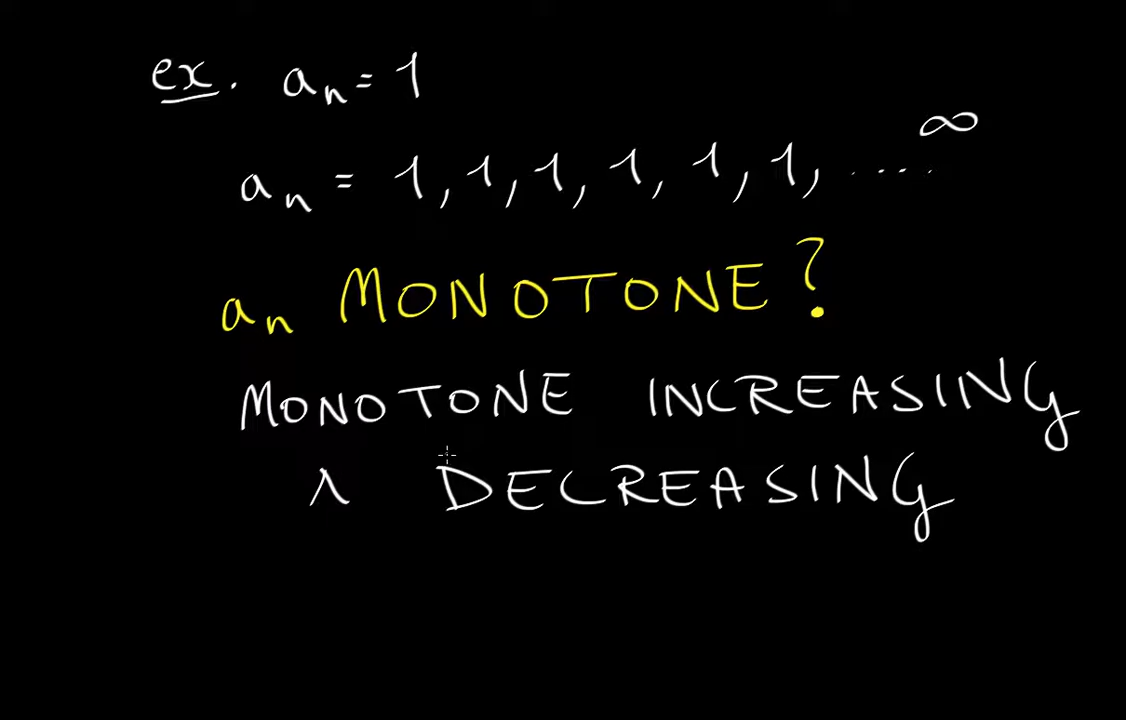 ex. aₙ = 1
aₙ = 1, 1, 1, 1, 1, 1, .... ∞
aₙ MONOTONE?
MONOTONE INCREASING
∧ DECREASING